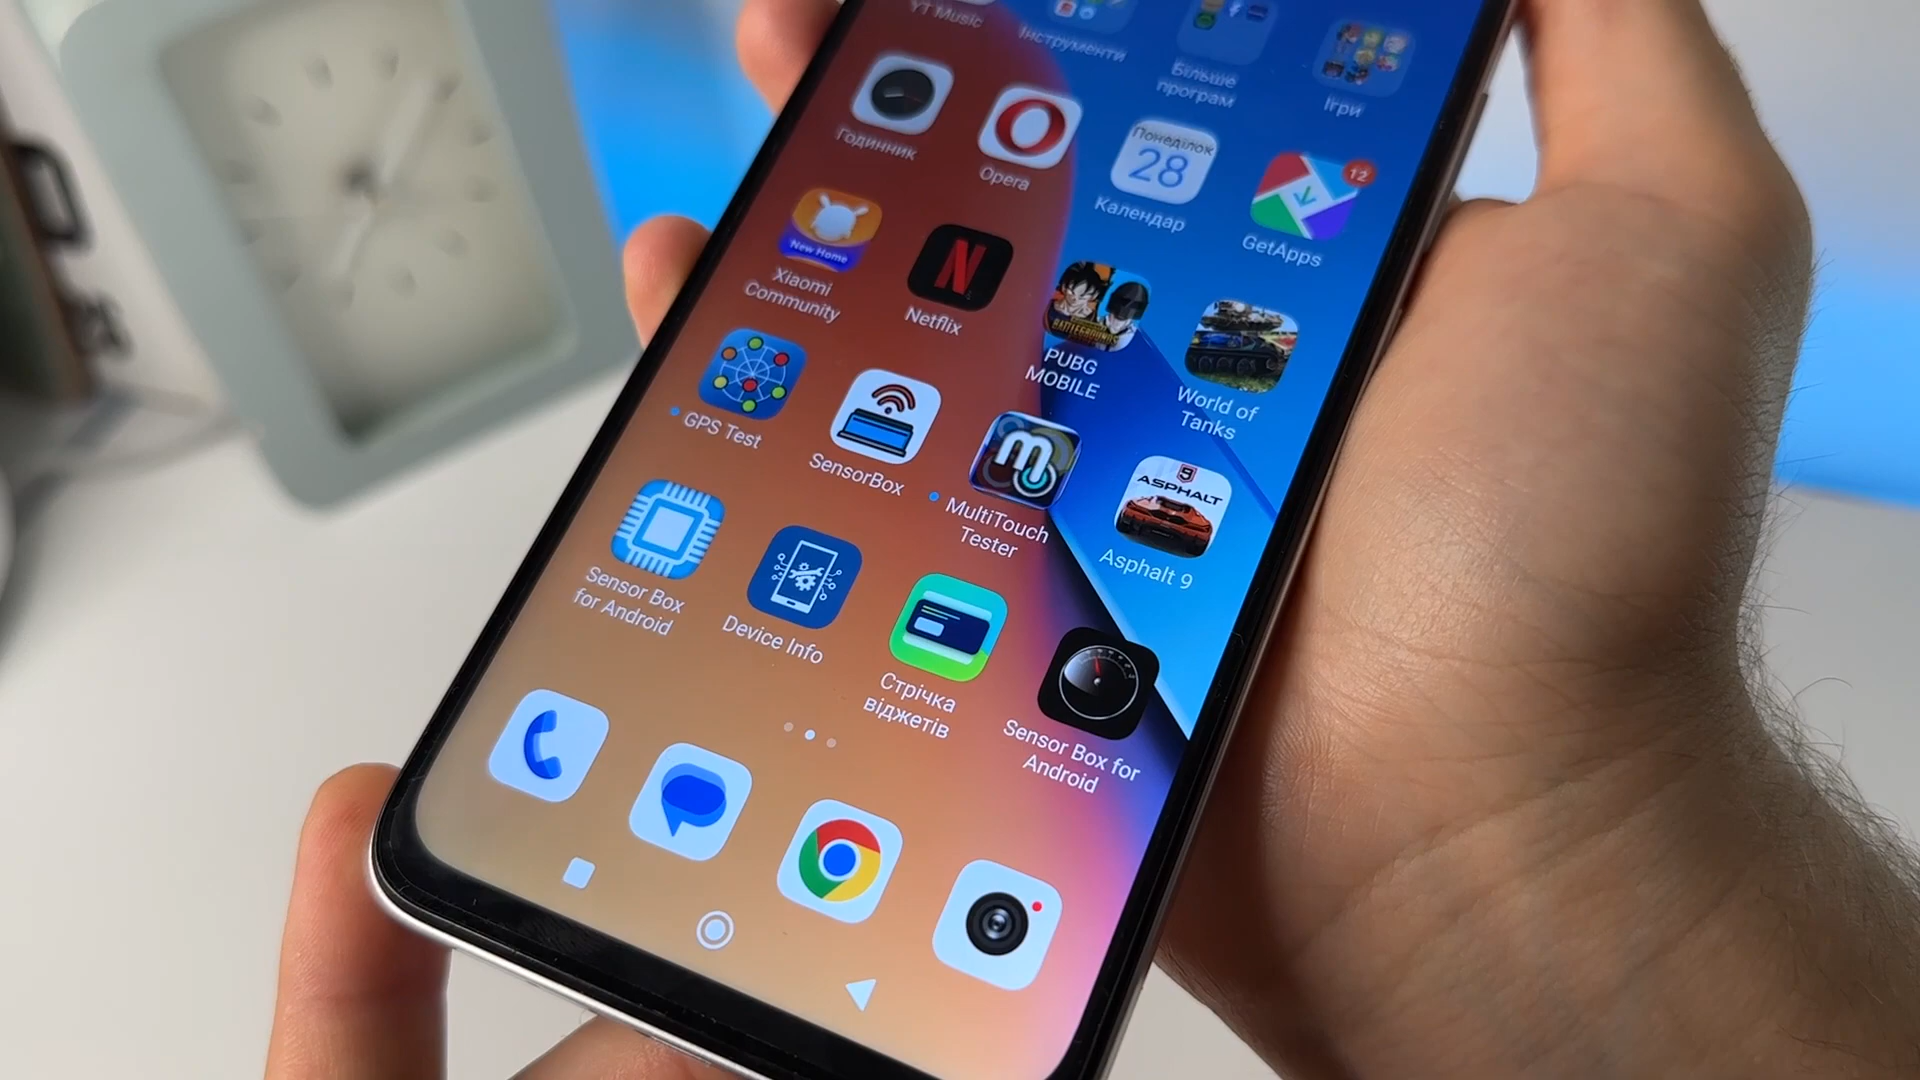 YT Music
Інструменти
Більше
програм
Ігри
Годинник
Opera
Понеділок
28
Календар
12
GetApps
New Home
Xiaomi
Community
Netflix
BATTLEGROUNDS
PUBG
MOBILE
World of
Tanks
GPS Test
SensorBox
m
MultiTouch
Tester
9
ASPHALT
Asphalt 9
Sensor Box
for Android
Device Info
Стрічка
віджетів
Sensor Box for
Android